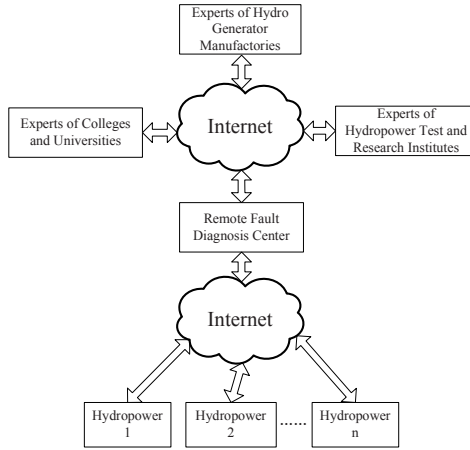 Experts of Hydro
Generator
Manufactories
Experts of Colleges
and Universities
Internet
Experts of
Hydropower Test and
Research Institutes
Remote Fault
Diagnosis Center
Internet
Hydropower
1
Hydropower
2
......
Hydropower
n